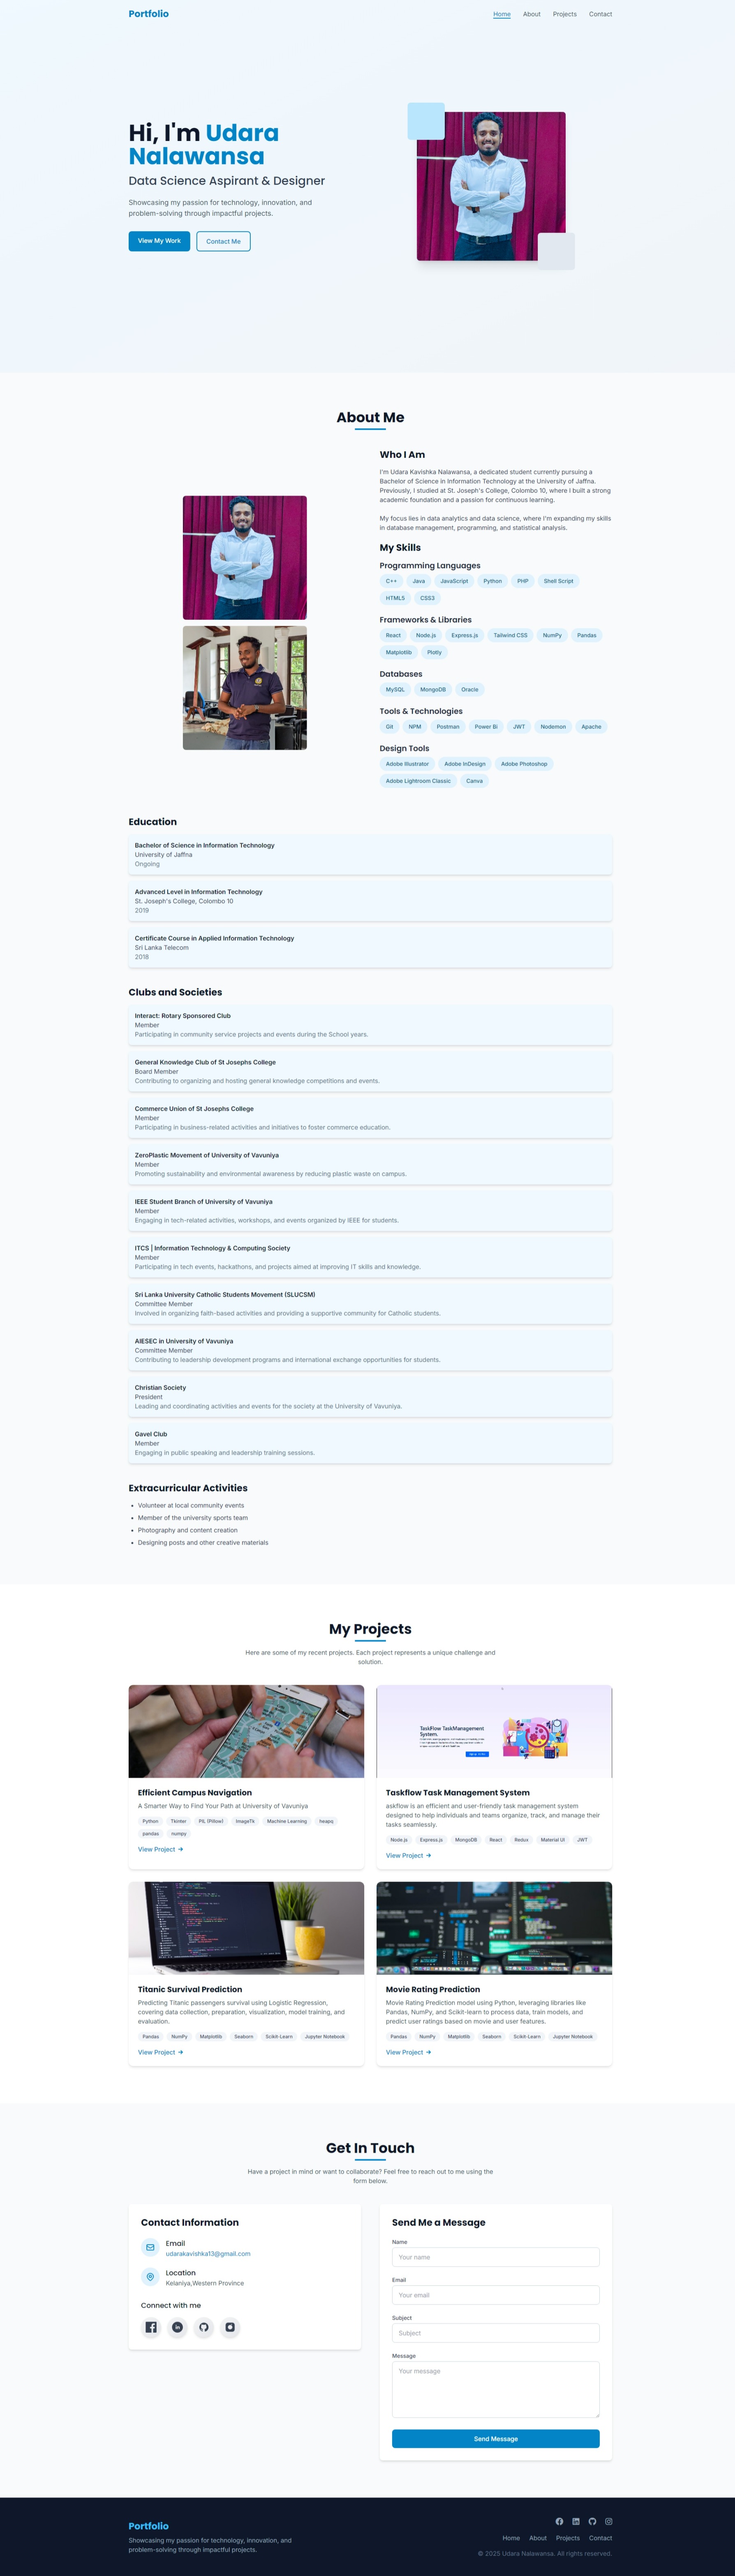 Portfolio
Home About Projects Contact
Hi, I'm Udara
Nalawansa
Data Science Aspirant & Designer
Showcasing my passion for technology, innovation, and
problem-solving through impactful projects.
View My Work Contact Me
About Me
Who I Am
I'm Udara Kavishka Nalawansa, a dedicated student currently pursuing a
Bachelor of Science in Information Technology at the University of Jaffna.
Previously, I studied at St. Joseph's College, Colombo 10, where I built a strong
academic foundation and a passion for continuous learning.
My focus lies in data analytics and data science, where I'm expanding my skills
in database management, programming, and statistical analysis.
My Skills
Programming Languages
C++ Java JavaScript Python PHP Shell Script
HTML5 CSS3
Frameworks & Libraries
React Node.js Express.js Tailwind CSS NumPy Pandas
Matplotlib Plotly
Databases
MySQL MongoDB Oracle
Tools & Technologies
Git NPM Postman Power Bi JWT Nodemon Apache
Design Tools
Adobe Illustrator Adobe InDesign Adobe Photoshop
Adobe Lightroom Classic Canva
Education
Bachelor of Science in Information Technology
University of Jaffna
Ongoing
Advanced Level in Information Technology
St. Joseph's College, Colombo 10
2019
Certificate Course in Applied Information Technology
Sri Lanka Telecom
2018
Clubs and Societies
Interact: Rotary Sponsored Club
Member
Participating in community service projects and events during the School years.
General Knowledge Club of St Josephs College
Board Member
Contributing to organizing and hosting general knowledge competitions and events.
Commerce Union of St Josephs College
Member
Participating in business-related activities and initiatives to foster commerce education.
ZeroPlastic Movement of University of Vavuniya
Member
Promoting sustainability and environmental awareness by reducing plastic waste on campus.
IEEE Student Branch of University of Vavuniya
Member
Engaging in tech-related activities, workshops, and events organized by IEEE for students.
ITCS | Information Technology & Computing Society
Member
Participating in tech events, hackathons, and projects aimed at improving IT skills and knowledge.
Sri Lanka University Catholic Students Movement (SLUCSM)
Committee Member
Involved in organizing faith-based activities and providing a supportive community for Catholic students.
AIESEC in University of Vavuniya
Committee Member
Contributing to leadership development programs and international exchange opportunities for students.
Christian Society
President
Leading and coordinating activities and events for the society at the University of Vavuniya.
Gavel Club
Member
Engaging in public speaking and leadership training sessions.
Extracurricular Activities
• Volunteer at local community events
• Member of the university sports team
• Photography and content creation
• Designing posts and other creative materials
My Projects
Here are some of my recent projects. Each project represents a unique challenge and
solution.
Efficient Campus Navigation
A Smarter Way to Find Your Path at University of Vavuniya
Python Tkinter PIL (Pillow) ImageTk Machine Learning heapq
pandas numpy
View Project →
TaskFlow TaskManagement
System.
Taskflow Task Management System
askflow is an efficient and user-friendly task management system
designed to help individuals and teams organize, track, and manage their
tasks seamlessly.
Node.js Express.js MongoDB React Redux Material UI JWT
View Project →
Titanic Survival Prediction
Predicting Titanic passengers survival using Logistic Regression,
covering data collection, preparation, visualization, model training, and
evaluation.
Pandas NumPy Matplotlib Seaborn Scikit-Learn Jupyter Notebook
View Project →
Movie Rating Prediction
Movie Rating Prediction model using Python, leveraging libraries like
Pandas, NumPy, and Scikit-learn to process data, train models, and
predict user ratings based on movie and user features.
Pandas NumPy Matplotlib Seaborn Scikit-Learn Jupyter Notebook
View Project →
Get In Touch
Have a project in mind or want to collaborate? Feel free to reach out to me using the
form below.
Contact Information
Email
udarakavishka13@gmail.com
Location
Kelaniya,Western Province
Connect with me
Send Me a Message
Name
Your name
Email
Your email
Subject
Subject
Message
Your message
Send Message
Portfolio
Showcasing my passion for technology, innovation, and
problem-solving through impactful projects.
Home About Projects Contact
© 2025 Udara Nalawansa. All rights reserved.